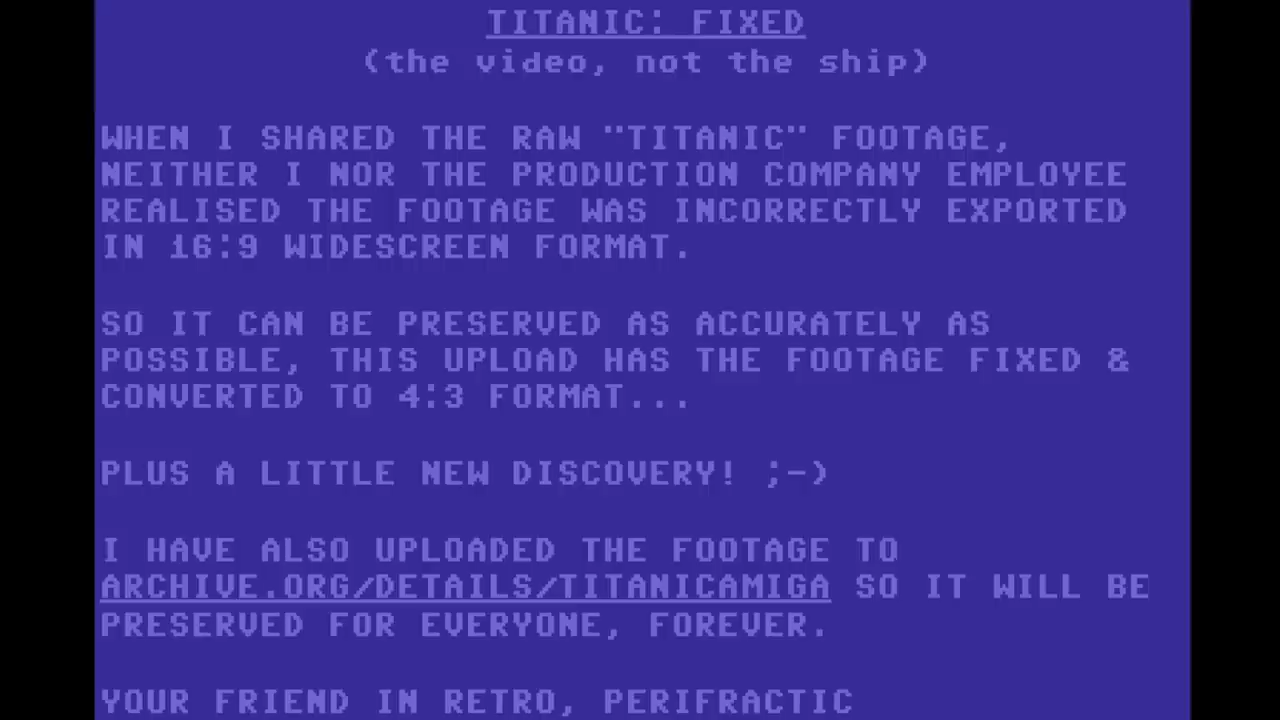 TITANIC: FIXED
(the video, not the ship)
WHEN I SHARED THE RAW "TITANIC" FOOTAGE,
NEITHER I NOR THE PRODUCTION COMPANY EMPLOYEE
REALISED THE FOOTAGE WAS INCORRECTLY EXPORTED
IN 16:9 WIDESCREEN FORMAT.
SO IT CAN BE PRESERVED AS ACCURATELY AS
POSSIBLE, THIS UPLOAD HAS THE FOOTAGE FIXED &
CONVERTED TO 4:3 FORMAT...
PLUS A LITTLE NEW DISCOVERY! ;-)
I HAVE ALSO UPLOADED THE FOOTAGE TO
ARCHIVE.ORG/DETAILS/TITANICAMIGA SO IT WILL BE
PRESERVED FOR EVERYONE, FOREVER.
YOUR FRIEND IN RETRO, PERIFRACTIC